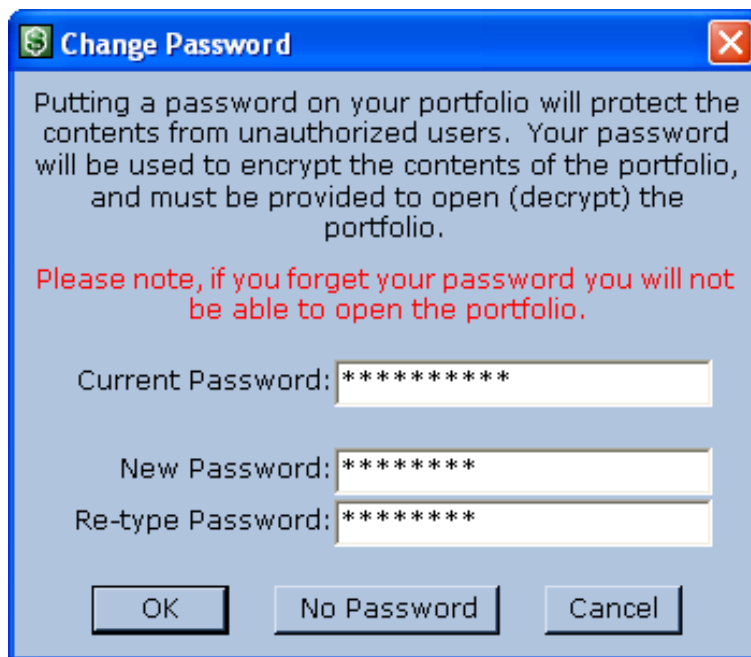 Change Password
Putting a password on your portfolio will protect the
contents from unauthorized users.  Your password
will be used to encrypt the contents of the portfolio,
and must be provided to open (decrypt) the
portfolio.
Please note, if you forget your password you will not
be able to open the portfolio.
Current Password: **********
New Password: ********
Re-type Password: ********
OK No Password Cancel